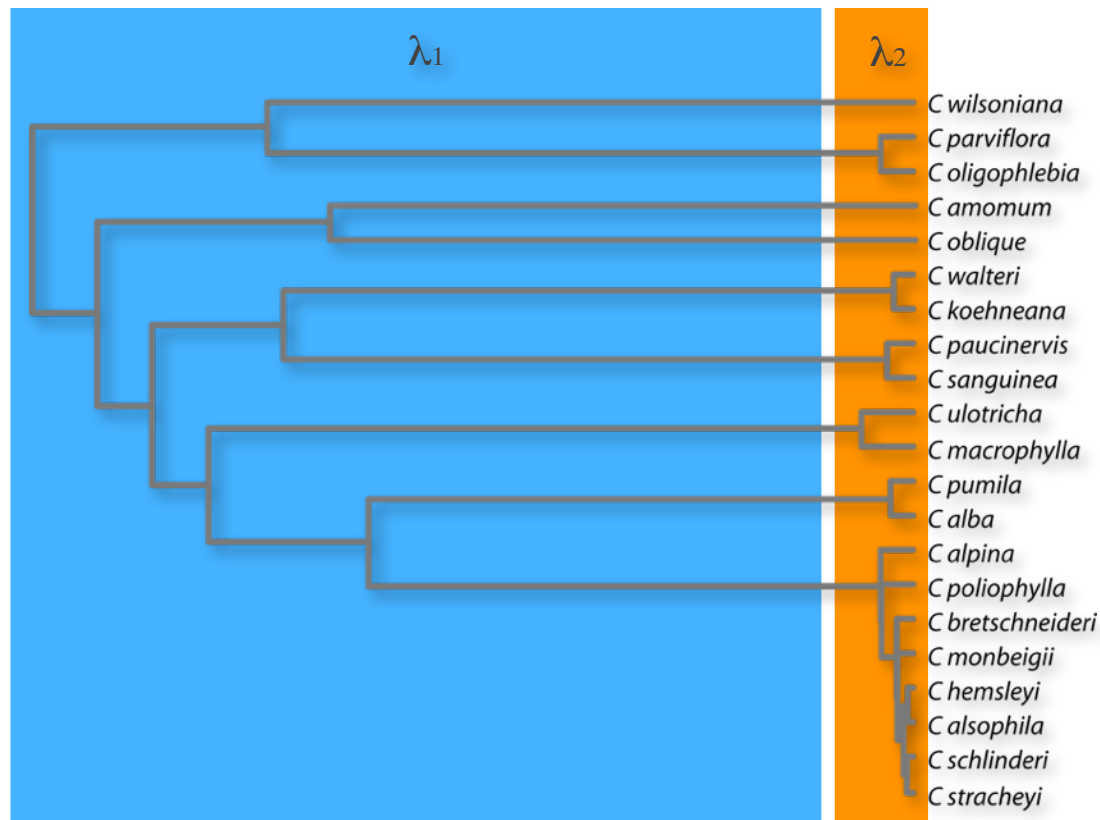 λ1
λ2
C wilsoniana
C parviflora
C oligophlebia
C amomum
C oblique
C walteri
C koehneana
C paucinervis
C sanguinea
C ulotricha
C macrophylla
C pumila
C alba
C alpina
C poliophylla
C bretschneideri
C monbeigii
C hemsleyi
C alsophila
C schlinderi
C stracheyi